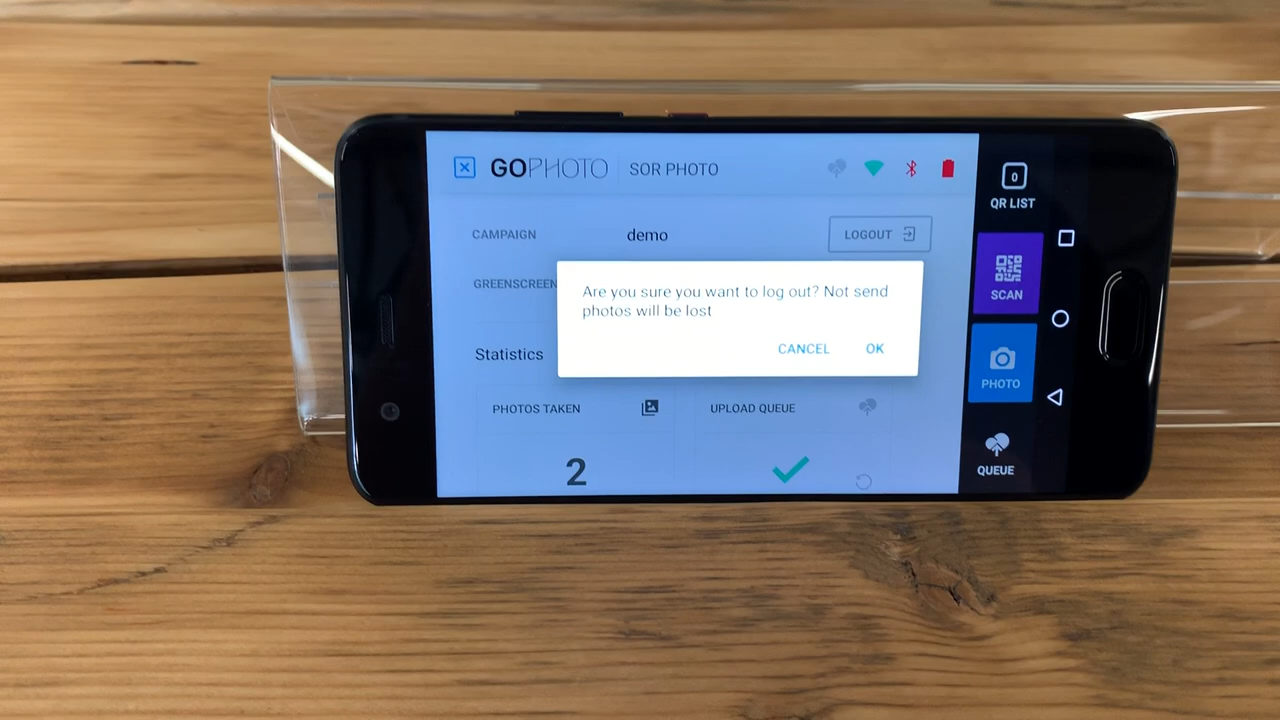 GOPHOTO
SOR PHOTO
CAMPAIGN
demo
LOGOUT
GREENSCREEN
Are you sure you want to log out? Not send
photos will be lost
CANCEL
OK
Statistics
PHOTOS TAKEN
UPLOAD QUEUE
2
0
QR LIST
SCAN
PHOTO
QUEUE